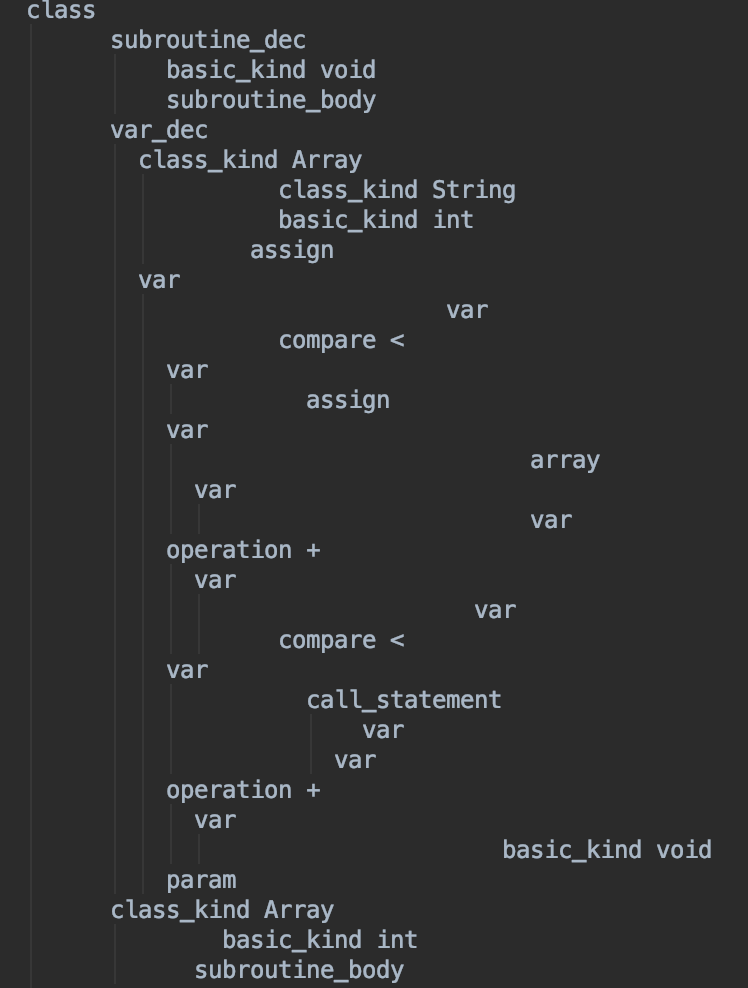 class
subroutine_dec
basic_kind void
subroutine_body
var_dec
class_kind Array
class_kind String
basic_kind int
assign
var
var
compare <
var
assign
var
array
var
var
operation +
var
var
compare <
var
call_statement
var
var
operation +
var
basic_kind void
param
class_kind Array
basic_kind int
subroutine_body